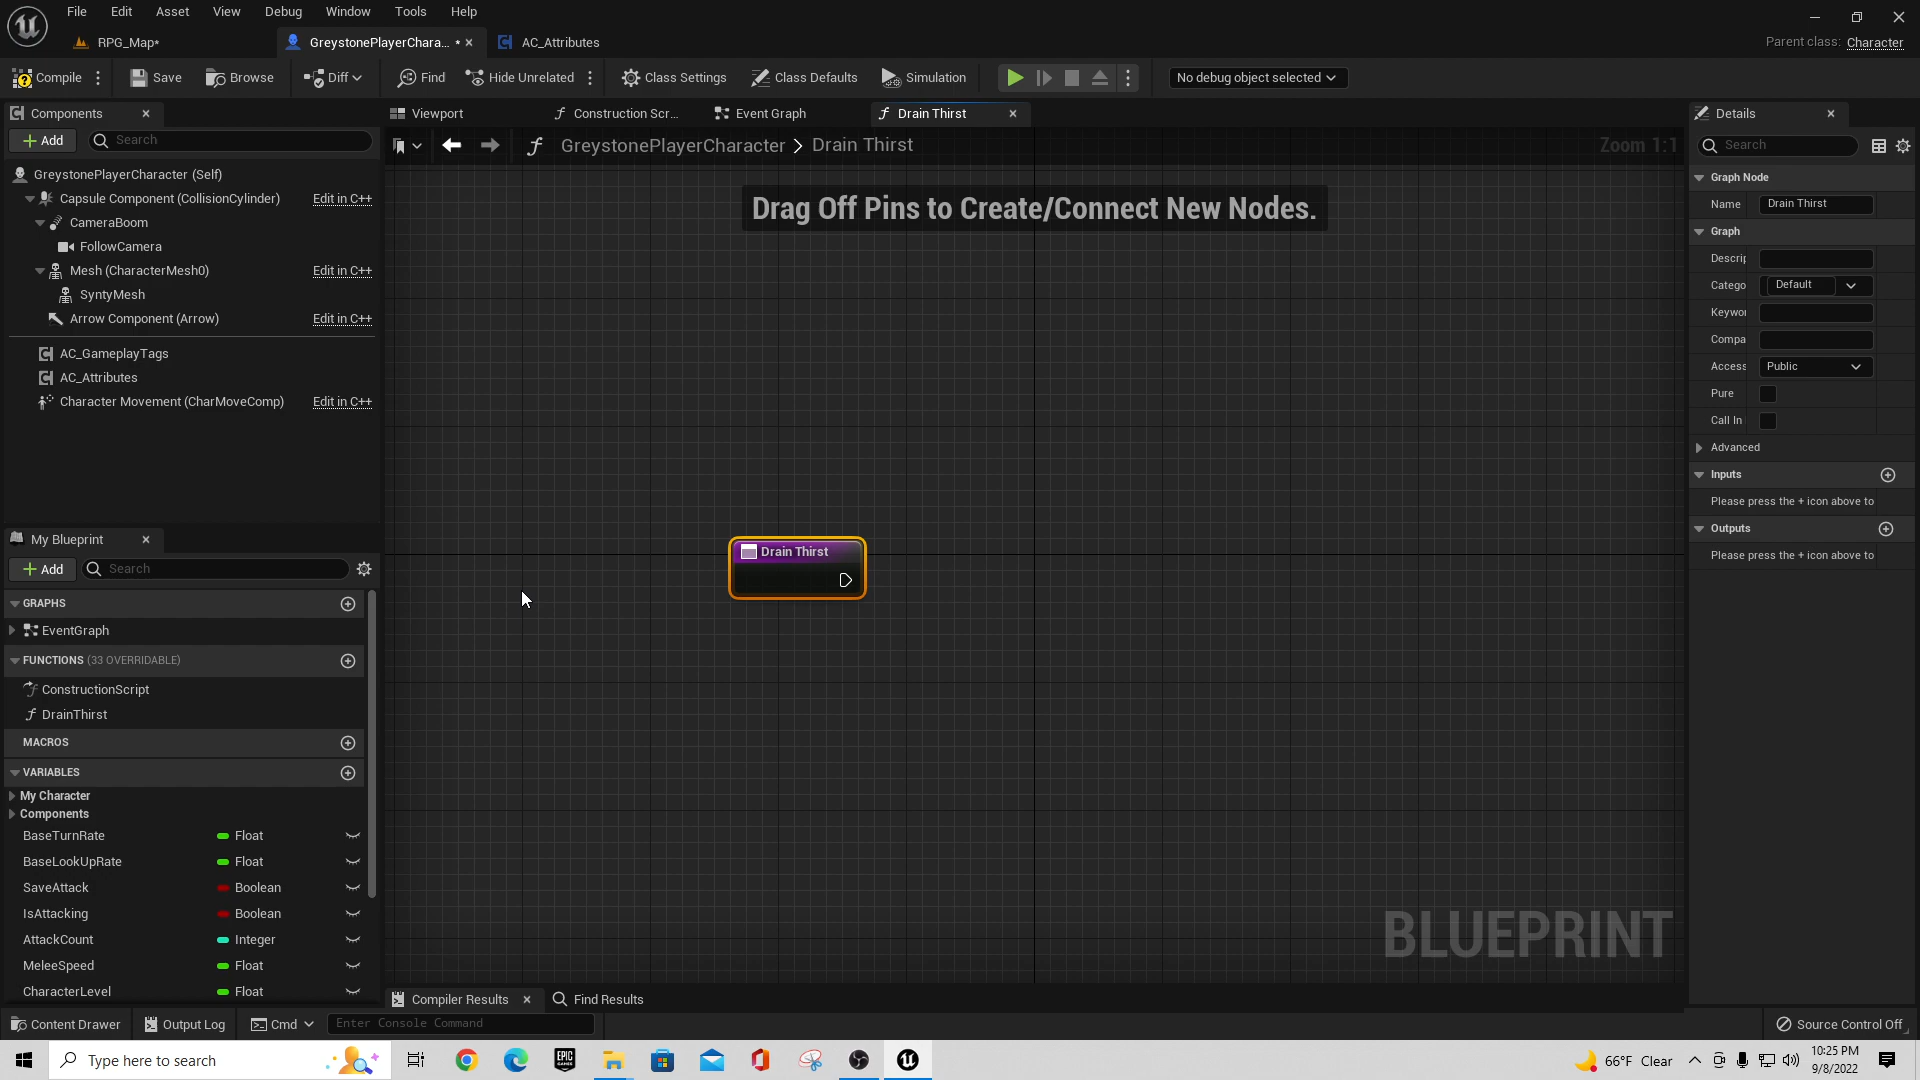 File Edit Asset View Debug Window Tools Help
RPG_Map* GreystonePlayerChara... * AC_Attributes Parent class: Character
Compile Save Browse Diff Find Hide Unrelated Class Settings Class Defaults Simulation No debug object selected
Components Viewport Construction Scr... Event Graph Drain Thirst Details
Add Search GreystonePlayerCharacter > Drain Thirst Zoom 1:1 Search
GreystonePlayerCharacter (Self)
Capsule Component (CollisionCylinder) Edit in C++
CameraBoom
FollowCamera
Mesh (CharacterMesh0) Edit in C++
SyntyMesh
Arrow Component (Arrow) Edit in C++
AC_GameplayTags
AC_Attributes
Character Movement (CharMoveComp) Edit in C++
Drag Off Pins to Create/Connect New Nodes.
Drain Thirst
BLUEPRINT
Graph Node
Name Drain Thirst
Graph
Descrip
Catego Default
Keywor
Compa
Access Public
Pure
Call In
Advanced
Inputs
Please press the + icon above to
Outputs
Please press the + icon above to
My Blueprint
Add Search
GRAPHS
EventGraph
FUNCTIONS (33 OVERRIDABLE)
ConstructionScript
DrainThirst
MACROS
VARIABLES
My Character
Components
BaseTurnRate Float
BaseLookUpRate Float
SaveAttack Boolean
IsAttacking Boolean
AttackCount Integer
MeleeSpeed Float
CharacterLevel Float
Compiler Results Find Results
Content Drawer Output Log Cmd Enter Console Command Source Control Off
Type here to search EPIC GAMES 66°F Clear 10:25 PM
9/8/2022